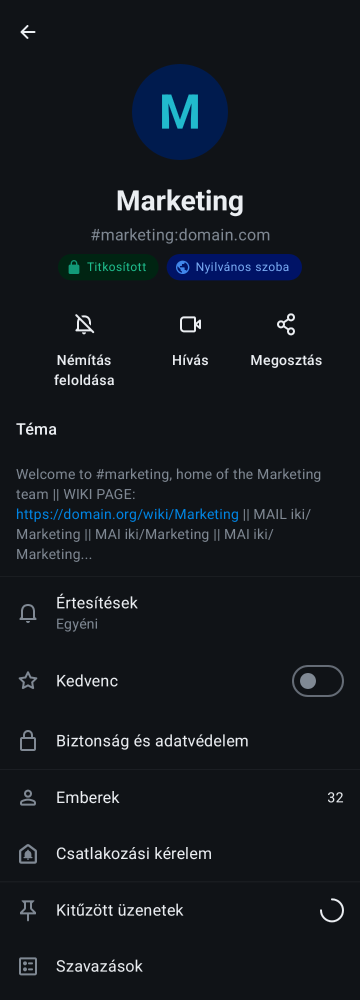 M
Marketing
#marketing:domain.com
Titkosított
Nyilvános szoba
Némítás
feloldása
Hívás
Megosztás
Téma
Welcome to #marketing, home of the Marketing
team || WIKI PAGE:
https://domain.org/wiki/Marketing || MAIL iki/
Marketing || MAI iki/Marketing || MAI iki/
Marketing...
Értesítések
Egyéni
Kedvenc
Biztonság és adatvédelem
Emberek
32
Csatlakozási kérelem
Kitűzött üzenetek
Szavazások